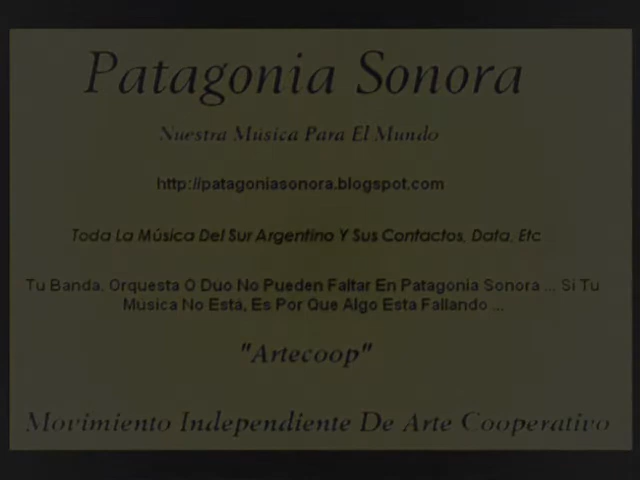 Patagonia Sonora
Nuestra Música Para El Mundo
http://patagoniasonora.blogspot.com
Toda La Música Del Sur Argentino Y Sus Contactos, Data, Etc
Tu Banda, Orquesta O Duo No Pueden Faltar En Patagonia Sonora ... Si Tu
Musica No Está, Es Por Que Algo Esta Fallando ...
"Artecoop"
Movimiento Independiente De Arte Cooperativo